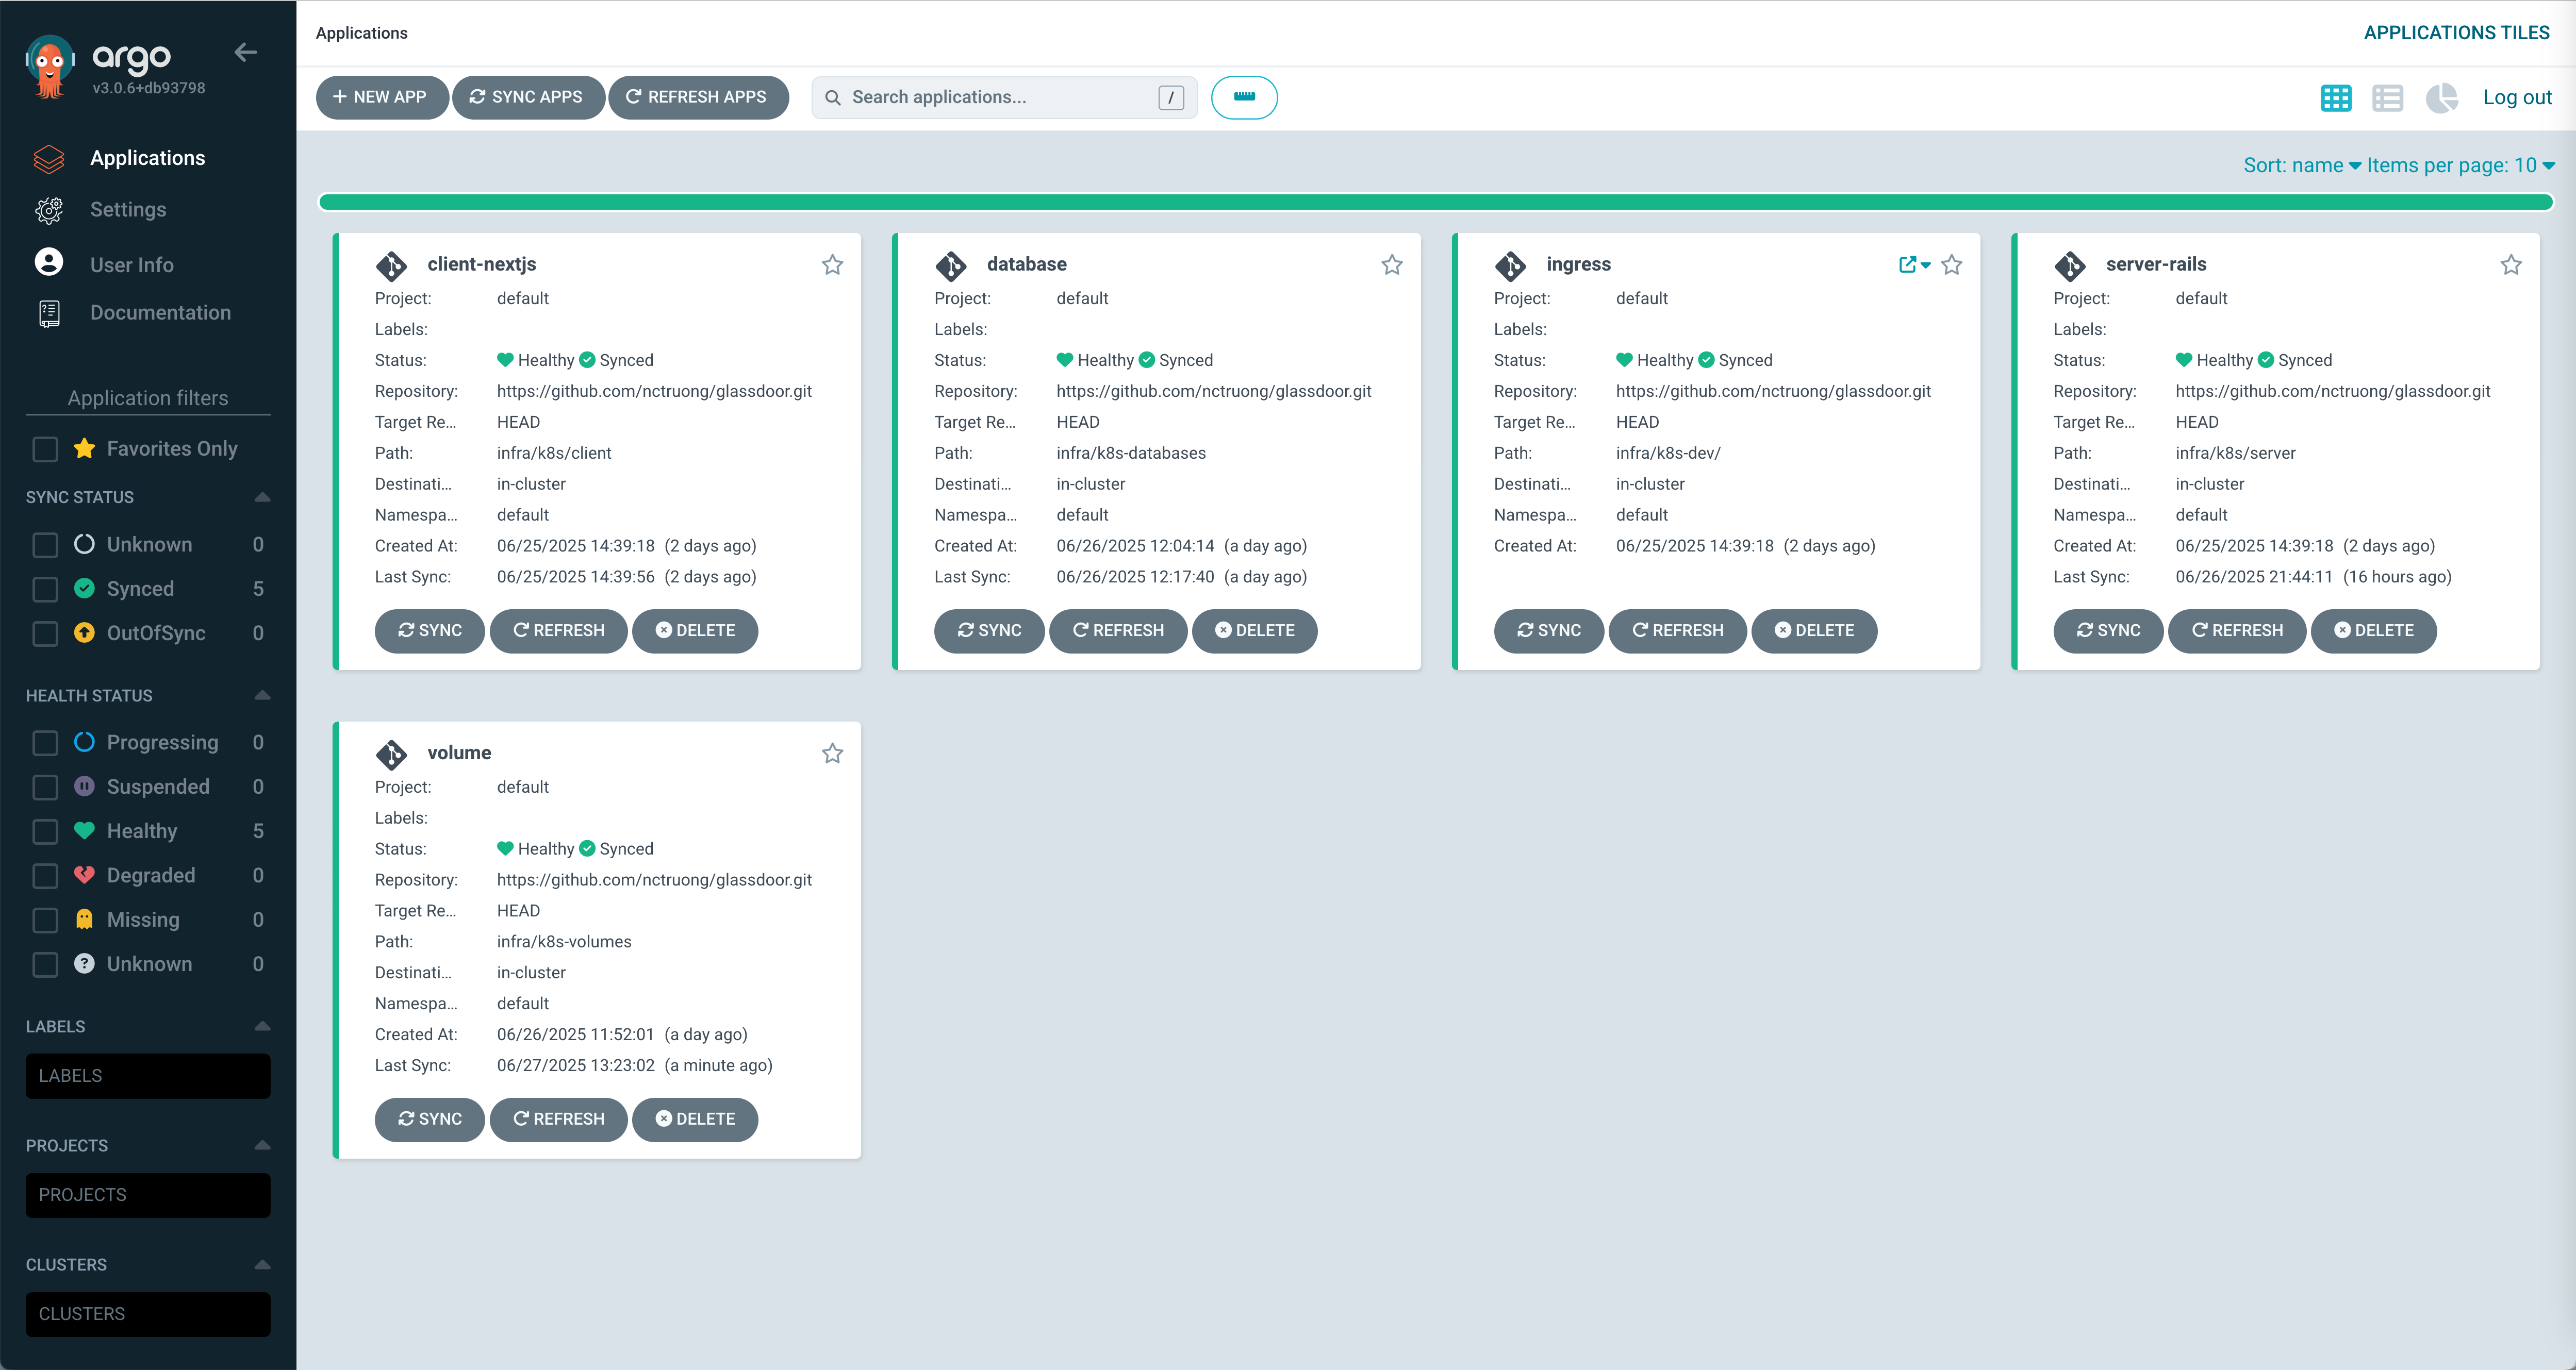 argo
v3.0.6+db93798
Applications
Settings
User Info
Documentation
Application filters
Favorites Only
SYNC STATUS
Unknown 0
Synced 5
OutOfSync 0
HEALTH STATUS
Progressing 0
Suspended 0
Healthy 5
Degraded 0
Missing 0
Unknown 0
LABELS
LABELS
PROJECTS
PROJECTS
CLUSTERS
CLUSTERS
Applications
APPLICATIONS TILES
+ NEW APP SYNC APPS REFRESH APPS Search applications... / Log out
Sort: name Items per page: 10
client-nextjs
Project: default
Labels:
Status: Healthy Synced
Repository: https://github.com/nctruong/glassdoor.git
Target Re... HEAD
Path: infra/k8s/client
Destinati... in-cluster
Namespa... default
Created At: 06/25/2025 14:39:18 (2 days ago)
Last Sync: 06/25/2025 14:39:56 (2 days ago)
SYNC REFRESH DELETE
database
Project: default
Labels:
Status: Healthy Synced
Repository: https://github.com/nctruong/glassdoor.git
Target Re... HEAD
Path: infra/k8s-databases
Destinati... in-cluster
Namespa... default
Created At: 06/26/2025 12:04:14 (a day ago)
Last Sync: 06/26/2025 12:17:40 (a day ago)
SYNC REFRESH DELETE
ingress
Project: default
Labels:
Status: Healthy Synced
Repository: https://github.com/nctruong/glassdoor.git
Target Re... HEAD
Path: infra/k8s-dev/
Destinati... in-cluster
Namespa... default
Created At: 06/25/2025 14:39:18 (2 days ago)
SYNC REFRESH DELETE
server-rails
Project: default
Labels:
Status: Healthy Synced
Repository: https://github.com/nctruong/glassdoor.git
Target Re... HEAD
Path: infra/k8s/server
Destinati... in-cluster
Namespa... default
Created At: 06/25/2025 14:39:18 (2 days ago)
Last Sync: 06/26/2025 21:44:11 (16 hours ago)
SYNC REFRESH DELETE
volume
Project: default
Labels:
Status: Healthy Synced
Repository: https://github.com/nctruong/glassdoor.git
Target Re... HEAD
Path: infra/k8s-volumes
Destinati... in-cluster
Namespa... default
Created At: 06/26/2025 11:52:01 (a day ago)
Last Sync: 06/27/2025 13:23:02 (a minute ago)
SYNC REFRESH DELETE